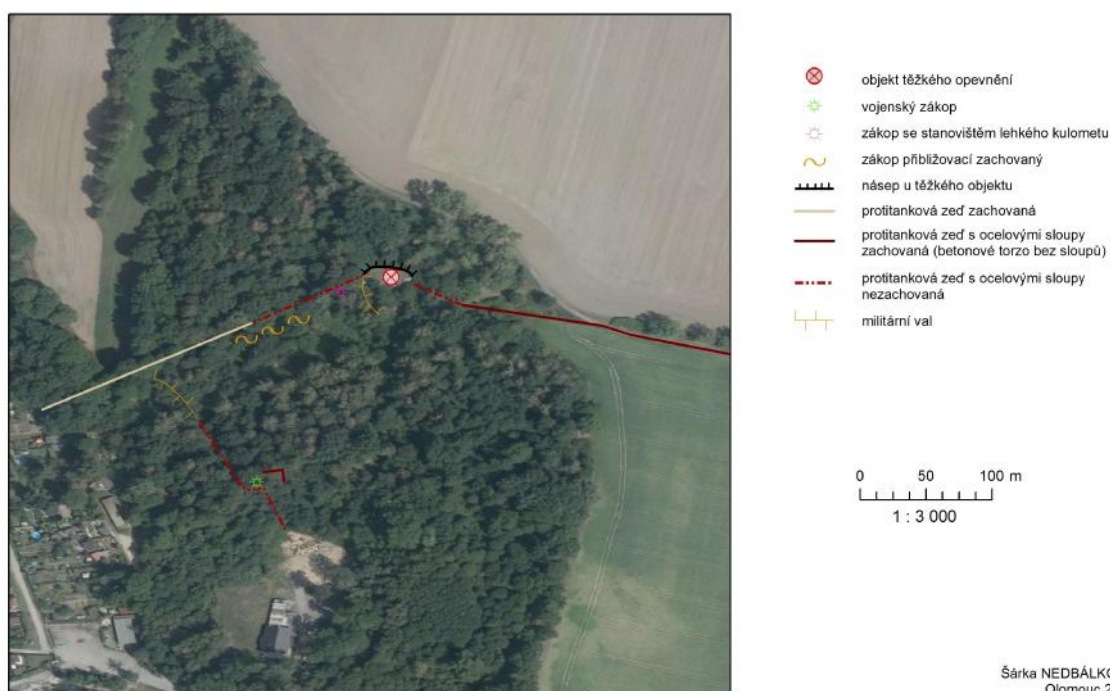 objekt těžkého opevnění
vojenský zákop
zákop se stanovištěm lehkého kulometu
zákop přibližovací zachovaný
násep u těžkého objektu
protitanková zeď zachovaná
protitanková zeď s ocelovými sloupy
zachovaná (betonové torzo bez sloupů)
protitanková zeď s ocelovými sloupy
nezachovaná
militární val
0 50 100 m
1 : 3 000
Šárka NEDBÁLKO
Olomouc 2